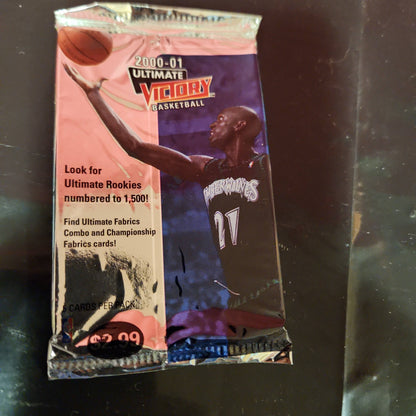 2000-01
ULTIMATE
VICTORY
BASKETBALL
Look for
Ultimate Rookies
numbered to 1,500!
Find Ultimate Fabrics
Combo and Championship
Fabrics cards!
21
5 CARDS PER PACK
$2.99